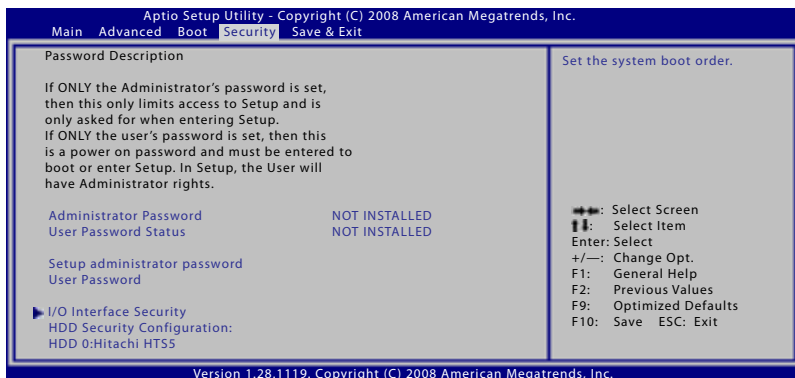 Aptio Setup Utility - Copyright (C) 2008 American Megatrends, Inc.
Main Advanced Boot Security Save & Exit
Password Description
If ONLY the Administrator's password is set,
then this only limits access to Setup and is
only asked for when entering Setup.
If ONLY the user's password is set, then this
is a power on password and must be entered to
boot or enter Setup. In Setup, the User will
have Administrator rights.
Administrator Password NOT INSTALLED
User Password Status NOT INSTALLED
Setup administrator password
User Password
I/O Interface Security
HDD Security Configuration:
HDD 0:Hitachi HTS5
Set the system boot order.
: Select Screen
: Select Item
Enter: Select
+/—: Change Opt.
F1: General Help
F2: Previous Values
F9: Optimized Defaults
F10: Save ESC: Exit
Version 1.28.1119. Copyright (C) 2008 American Megatrends, Inc.